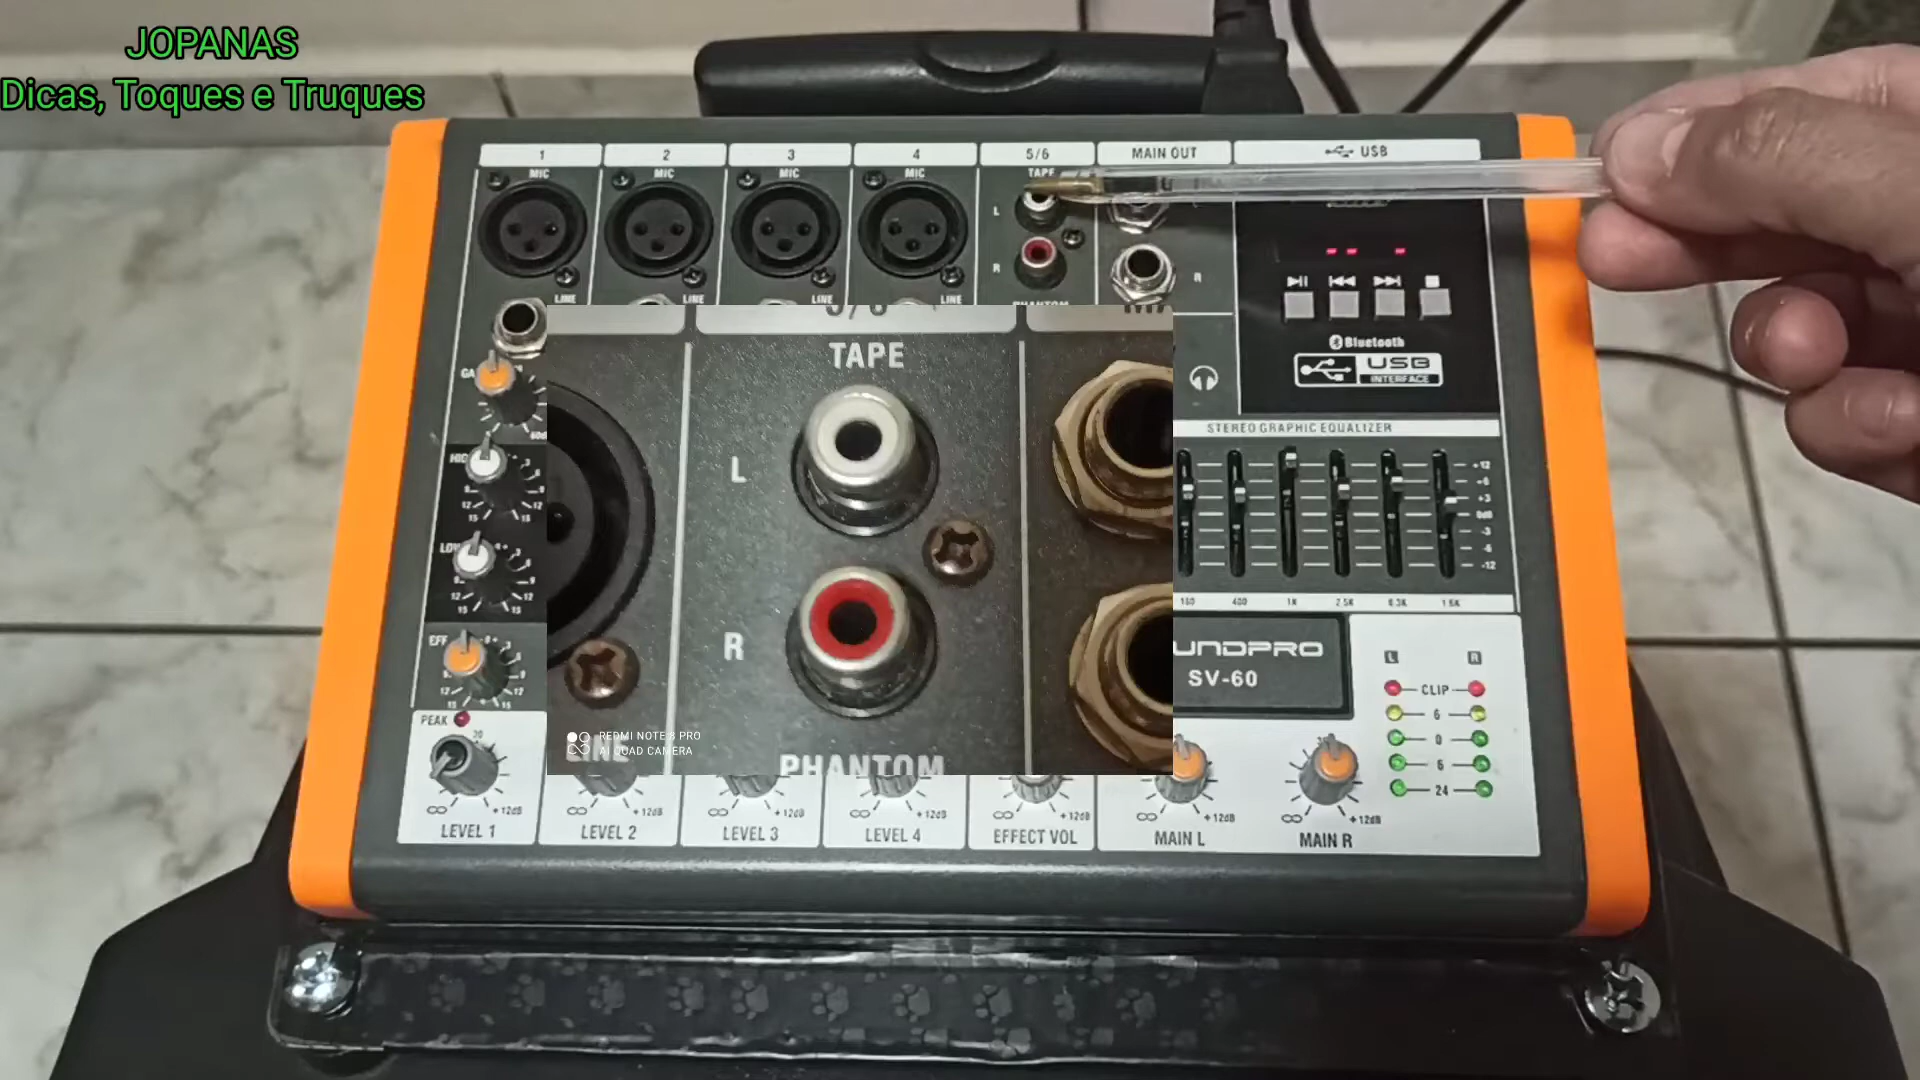 JOPANAS
Dicas, Toques e Truques
1 2 3 4 5/6 MAIN OUT USB
MIC MIC MIC MIC TAPE
L
R R
LINE LINE LINE LINE PHANTOM
Bluetooth
USB
INTERFACE
STEREO GRAPHIC EQUALIZER
+12
+6
+3
0dB
-3
-6
-12
400 1K 2.5K 6.3K
TAPE
L
R
PHANTOM
LINE
REDMI NOTE 8 PRO
AI QUAD CAMERA
UNDPRO
SV-60
L R
CLIP
6
0
6
24
PEAK
∞ +12dB ∞ +12dB ∞ +12dB ∞ +12dB ∞ +12dB ∞ +12dB ∞ +12dB
LEVEL 1 LEVEL 2 LEVEL 3 LEVEL 4 EFFECT VOL MAIN L MAIN R